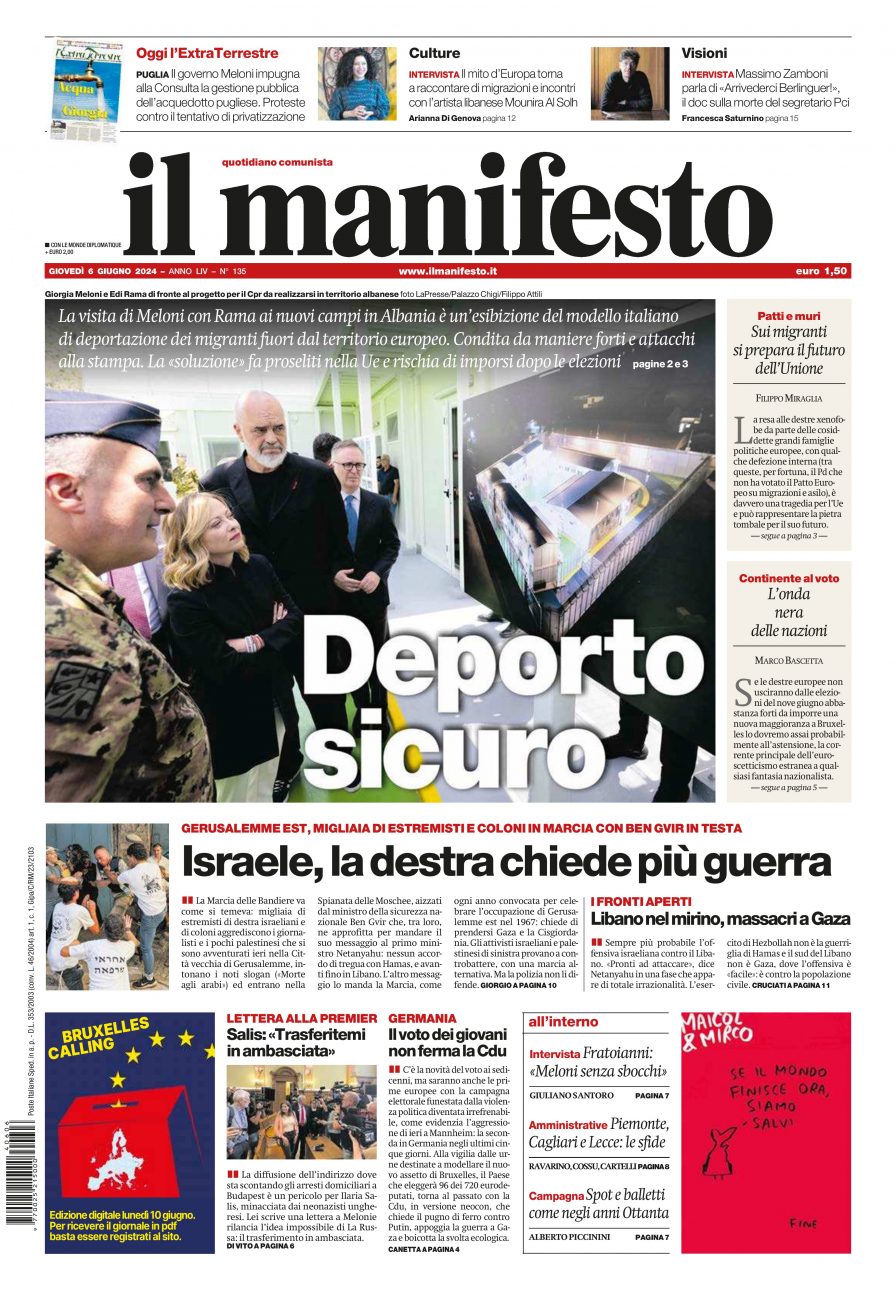 Oggi l'ExtraTerrestre
PUGLIA Il governo Meloni impugna
alla Consulta la gestione pubblica
dell'acquedotto pugliese. Proteste
contro il tentativo di privatizzazione
Acqua
Giorgia
Culture
INTERVISTA Il mito d'Europa torna
a raccontare di migrazioni e incontri
con l'artista libanese Mounira Al Solh
Arianna Di Genova pagina 12
Visioni
INTERVISTA Massimo Zamboni
parla di «Arrivederci Berlinguer!»,
il doc sulla morte del segretario Pci
Francesca Saturnino pagina 15
quotidiano comunista
il manifesto
CON LE MONDE DIPLOMATIQUE
+ EURO 2,00
GIOVEDÌ 6 GIUGNO 2024 – ANNO LIV – N° 135
www.ilmanifesto.it
euro 1,50
Giorgia Meloni e Edi Rama di fronte al progetto per il Cpr da realizzarsi in territorio albanese foto LaPresse/Palazzo Chigi/Filippo Attili
La visita di Meloni con Rama ai nuovi campi in Albania è un'esibizione del modello italiano
di deportazione dei migranti fuori dal territorio europeo. Condita da maniere forti e attacchi
alla stampa. La «soluzione» fa proseliti nella Ue e rischia di imporsi dopo le elezioni pagine 2 e 3
Deporto
sicuro
Patti e muri
Sui migranti
si prepara il futuro
dell'Unione
FILIPPO MIRAGLIA
La resa alle destre xenofo-
be da parte delle cosid-
dette grandi famiglie
politiche europee, con qual-
che defezione interna (tra
queste, per fortuna, il Pd che
non ha votato il Patto Euro-
peo su migrazioni e asilo), è
davvero una tragedia per l'Ue
e può rappresentare la pietra
tombale per il suo futuro.
— segue a pagina 3 —
Continente al voto
L'onda
nera
delle nazioni
MARCO BASCETTA
Se le destre europee non
usciranno dalle elezio-
ni del nove giugno abba-
stanza forti da imporre una
nuova maggioranza a Bruxel-
les lo dovremo assai probabil-
mente all'astensione, la cor-
rente principale dell'euro-
scetticismo estranea a qual-
siasi fantasia nazionalista.
— segue a pagina 5 —
GERUSALEMME EST, MIGLIAIA DI ESTREMISTI E COLONI IN MARCIA CON BEN GVIR IN TESTA
Israele, la destra chiede più guerra
La Marcia delle Bandiere va
come si temeva: migliaia di
estremisti di destra israeliani e
di coloni aggrediscono i giorna-
listi e i pochi palestinesi che si
sono avventurati ieri nella Cit-
tà vecchia di Gerusalemme, in-
tonano i noti slogan («Morte
agli arabi») ed entrano nella
Spianata delle Moschee, aizzati
dal ministro della sicurezza na-
zionale Ben Gvir che, tra loro,
ne approfitta per mandare il
suo messaggio al primo mini-
stro Netanyahu: nessun accor-
do di tregua con Hamas, e avan-
ti fino in Libano. L'altro messag-
gio lo manda la Marcia, come
ogni anno convocata per cele-
brare l'occupazione di Gerusa-
lemme est nel 1967: chiede di
prendersi Gaza e la Cisgiorda-
nia. Gli attivisti israeliani e pale-
stinesi di sinistra provano a con-
trobattere, con una marcia al-
ternativa. Ma la polizia non li di-
fende. GIORGIO A PAGINA 10
I FRONTI APERTI
Libano nel mirino, massacri a Gaza
Sempre più probabile l'of-
fensiva israeliana contro il Liba-
no. «Pronti ad attaccare», dice
Netanyahu in una fase che appa-
re di totale irrazionalità. L'eser-
cito di Hezbollah non è la guerri-
glia di Hamas e il sud del Libano
non è Gaza, dove l'offensiva è
«facile»: è contro la popolazione
civile. CRUCIATI A PAGINA 11
BRUXELLES
CALLING
Edizione digitale lunedì 10 giugno.
Per ricevere il giornale in pdf
basta essere registrati al sito.
LETTERA ALLA PREMIER
Salis: «Trasferitemi
in ambasciata»
La diffusione dell'indirizzo dove
sta scontando gli arresti domiciliari a
Budapest è un pericolo per Ilaria Sa-
lis, minacciata dai neonazisti unghe-
resi. Lei scrive una lettera a Melonie
rilancia l'idea impossibile di La Rus-
sa: il trasferimento in ambasciata.
DI VITO A PAGINA 6
GERMANIA
Il voto dei giovani
non ferma la Cdu
C'è la novità del voto ai sedi-
cenni, ma saranno anche le pri-
me europee con la campagna
elettorale funestata dalla violen-
za politica diventata irrefrenabi-
le, come evidenzia l'aggressio-
ne di ieri a Mannheim: la secon-
da in Germania negli ultimi cin-
que giorni. Alla vigilia dalle ur-
ne destinate a modellare il nuo-
vo assetto di Bruxelles, il Paese
che eleggerà 96 dei 720 eurode-
putati, torna al passato con la
Cdu, in versione neocon, che
chiede il pugno di ferro contro
Putin, appoggia la guerra a Ga-
za e boicotta la svolta ecologica.
CANETTA A PAGINA 4
all'interno
Intervista Fratoianni:
«Meloni senza sbocchi»
GIULIANO SANTORO PAGINA 7
Amministrative Piemonte,
Cagliari e Lecce: le sfide
RAVARINO, COSSU, CARTELLI PAGINA 8
Campagna Spot e balletti
come negli anni Ottanta
ALBERTO PICCININI PAGINA 7
MAICOL
& MIRCO
SE IL MONDO
FINISCE ORA,
SIAMO
SALVI
FINE
Poste Italiane Sped. in a. p. - D.L. 353/2003 (conv. L. 46/2004) art. 1, c. 1, Gipa/C/RM/23/2103
40606
9 770025 215000